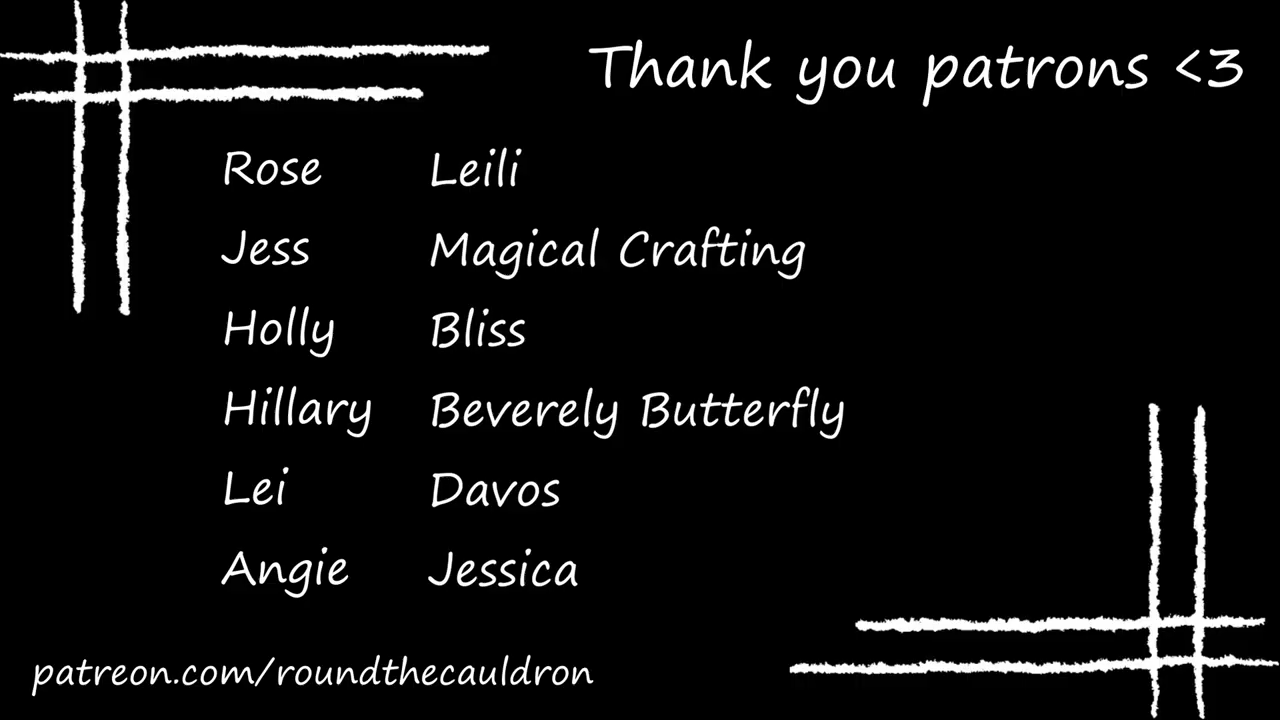 Thank you patrons <3
Rose Leili
Jess Magical Crafting
Holly Bliss
Hillary Beverely Butterfly
Lei Davos
Angie Jessica
patreon.com/roundthecauldron